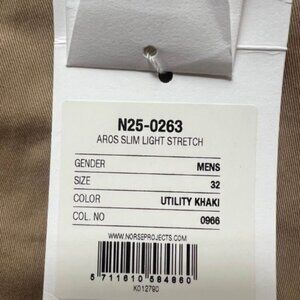 N25-0263
AROS SLIM LIGHT STRETCH
GENDER MENS
SIZE 32
COLOR UTILITY KHAKI
COL. NO 0966
WWW.NORSEPROJECTS.COM
5 711810 584880
K012790